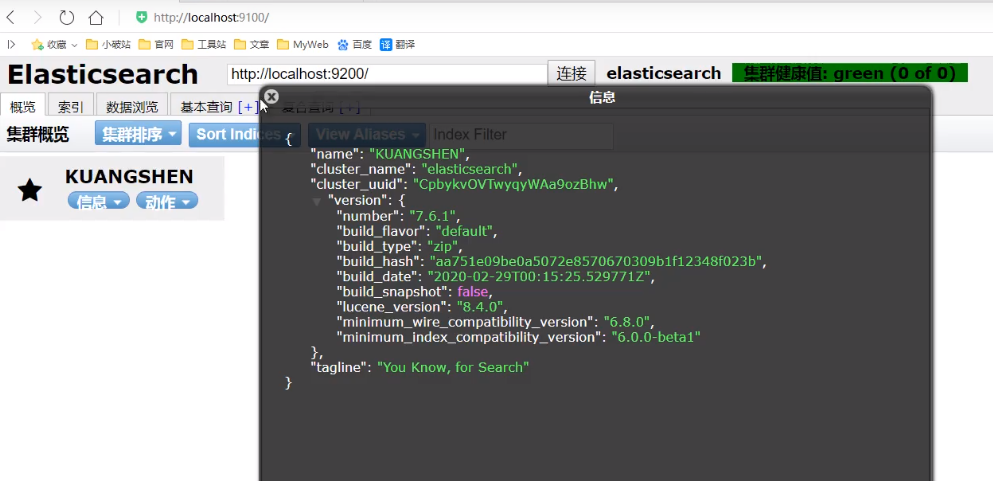 http://localhost:9100/
收藏 小破站 官网 工具站 文章 MyWeb 百度 译 翻译
Elasticsearch http://localhost:9200/ 连接 elasticsearch 集群健康值: green (0 of 0)
信息
概览 索引 数据浏览 基本查询 [+] 复合查询 [+]
集群概览 集群排序 Sort Indices View Aliases Index Filter
KUANGSHEN
信息 动作
{
"name": "KUANGSHEN",
"cluster_name": "elasticsearch",
"cluster_uuid": "CpbykvOVTwyqyWAa9ozBhw",
"version": {
"number": "7.6.1",
"build_flavor": "default",
"build_type": "zip",
"build_hash": "aa751e09be0a5072e8570670309b1f12348f023b",
"build_date": "2020-02-29T00:15:25.529771Z",
"build_snapshot": false,
"lucene_version": "8.4.0",
"minimum_wire_compatibility_version": "6.8.0",
"minimum_index_compatibility_version": "6.0.0-beta1"
},
"tagline": "You Know, for Search"
}